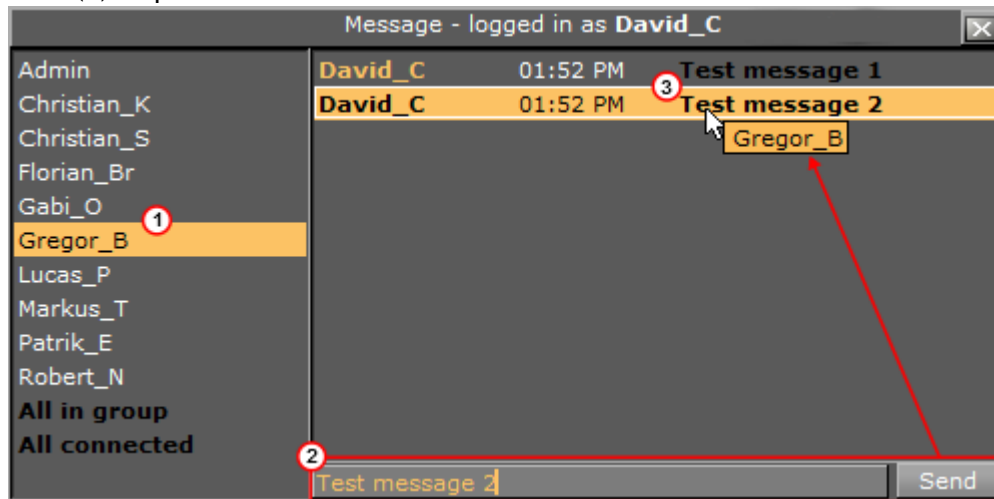 Message - logged in as David_C
Admin
Christian_K
Christian_S
Florian_Br
Gabi_O
1
Gregor_B
Lucas_P
Markus_T
Patrik_E
Robert_N
All in group
All connected
David_C 01:52 PM Test message 1
3
David_C 01:52 PM Test message 2
Gregor_B
2
Test message 2
Send